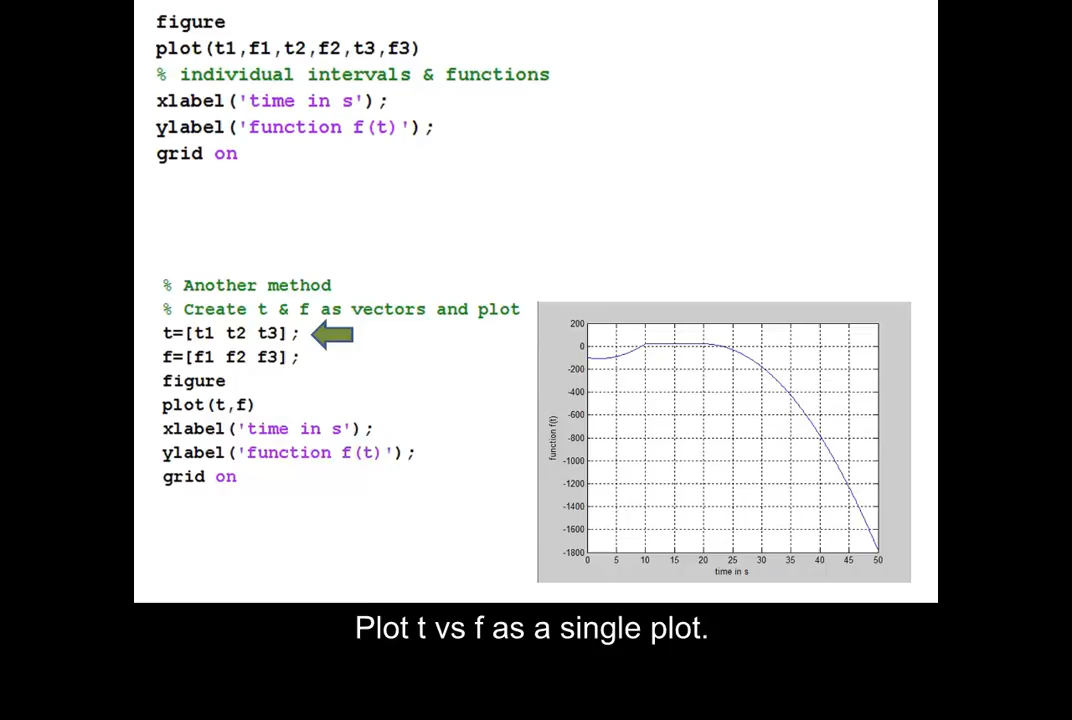 figure
plot(t1,f1,t2,f2,t3,f3)
% individual intervals & functions
xlabel('time in s');
ylabel('function f(t)');
grid on
% Another method
% Create t & f as vectors and plot
t=[t1 t2 t3];
f=[f1 f2 f3];
figure
plot(t,f)
xlabel('time in s');
ylabel('function f(t)');
grid on
200
0
-200
-400
-600
-800
-1000
-1200
-1400
-1600
-1800
function f(t)
0 5 10 15 20 25 30 35 40 45 50
time in s
Plot t vs f as a single plot.